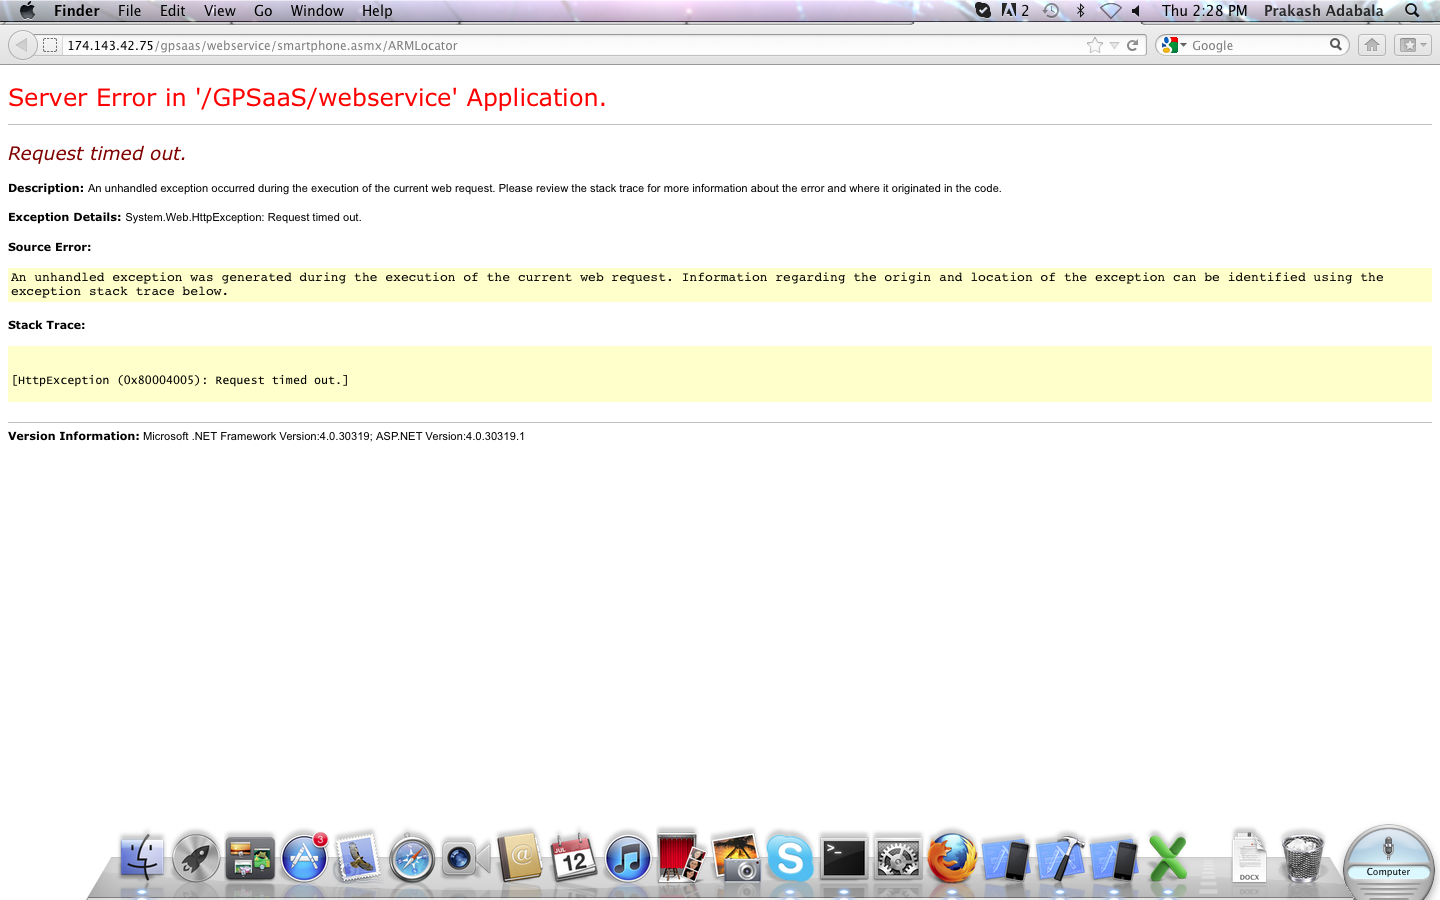 Finder File Edit View Go Window Help 2 Thu 2:28 PM Prakash Adabala
174.143.42.75/gpsaas/webservice/smartphone.asmx/ARMLocator Google
Server Error in '/GPSaaS/webservice' Application.
Request timed out.
Description: An unhandled exception occurred during the execution of the current web request. Please review the stack trace for more information about the error and where it originated in the code.
Exception Details: System.Web.HttpException: Request timed out.
Source Error:
An unhandled exception was generated during the execution of the current web request. Information regarding the origin and location of the exception can be identified using the
exception stack trace below.
Stack Trace:
[HttpException (0x80004005): Request timed out.]
Version Information: Microsoft .NET Framework Version:4.0.30319; ASP.NET Version:4.0.30319.1
3
JUL
12
DOCX
Computer